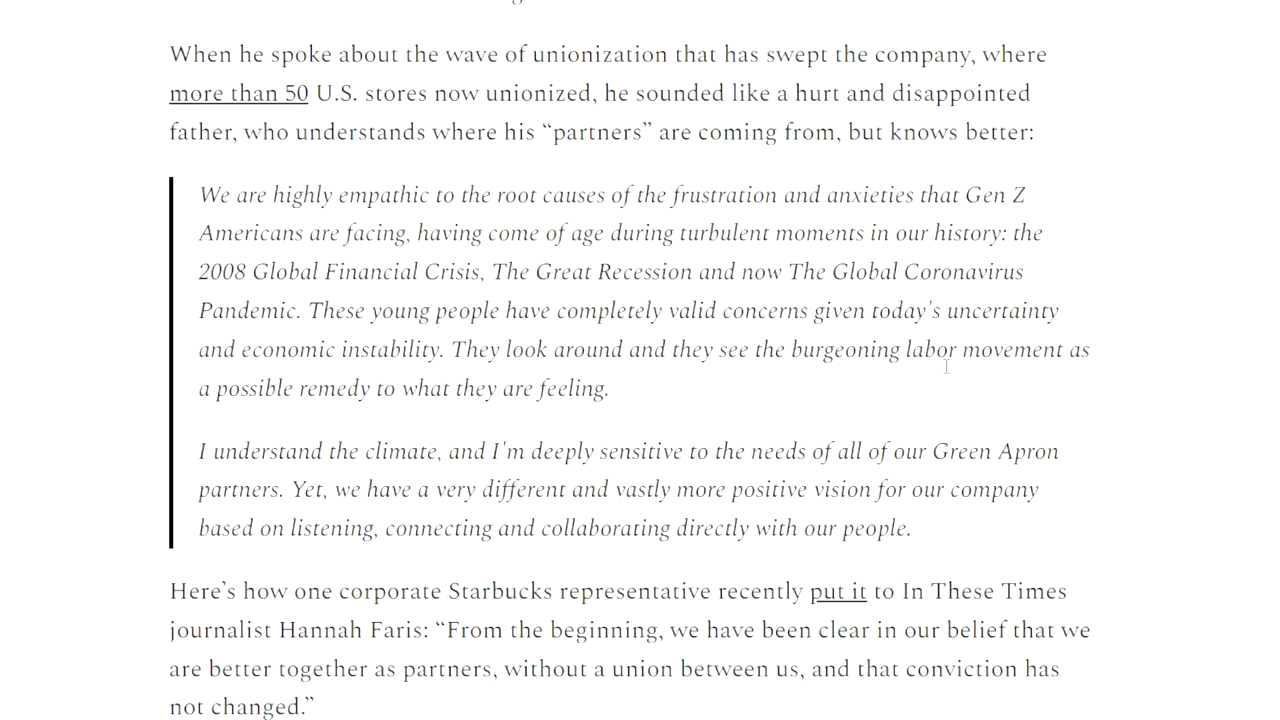 When he spoke about the wave of unionization that has swept the company, where
more than 50 U.S. stores now unionized, he sounded like a hurt and disappointed
father, who understands where his “partners” are coming from, but knows better:
We are highly empathic to the root causes of the frustration and anxieties that Gen Z
Americans are facing, having come of age during turbulent moments in our history: the
2008 Global Financial Crisis, The Great Recession and now The Global Coronavirus
Pandemic. These young people have completely valid concerns given today's uncertainty
and economic instability. They look around and they see the burgeoning labor movement as
a possible remedy to what they are feeling.
I understand the climate, and I'm deeply sensitive to the needs of all of our Green Apron
partners. Yet, we have a very different and vastly more positive vision for our company
based on listening, connecting and collaborating directly with our people.
Here’s how one corporate Starbucks representative recently put it to In These Times
journalist Hannah Faris: “From the beginning, we have been clear in our belief that we
are better together as partners, without a union between us, and that conviction has
not changed.”